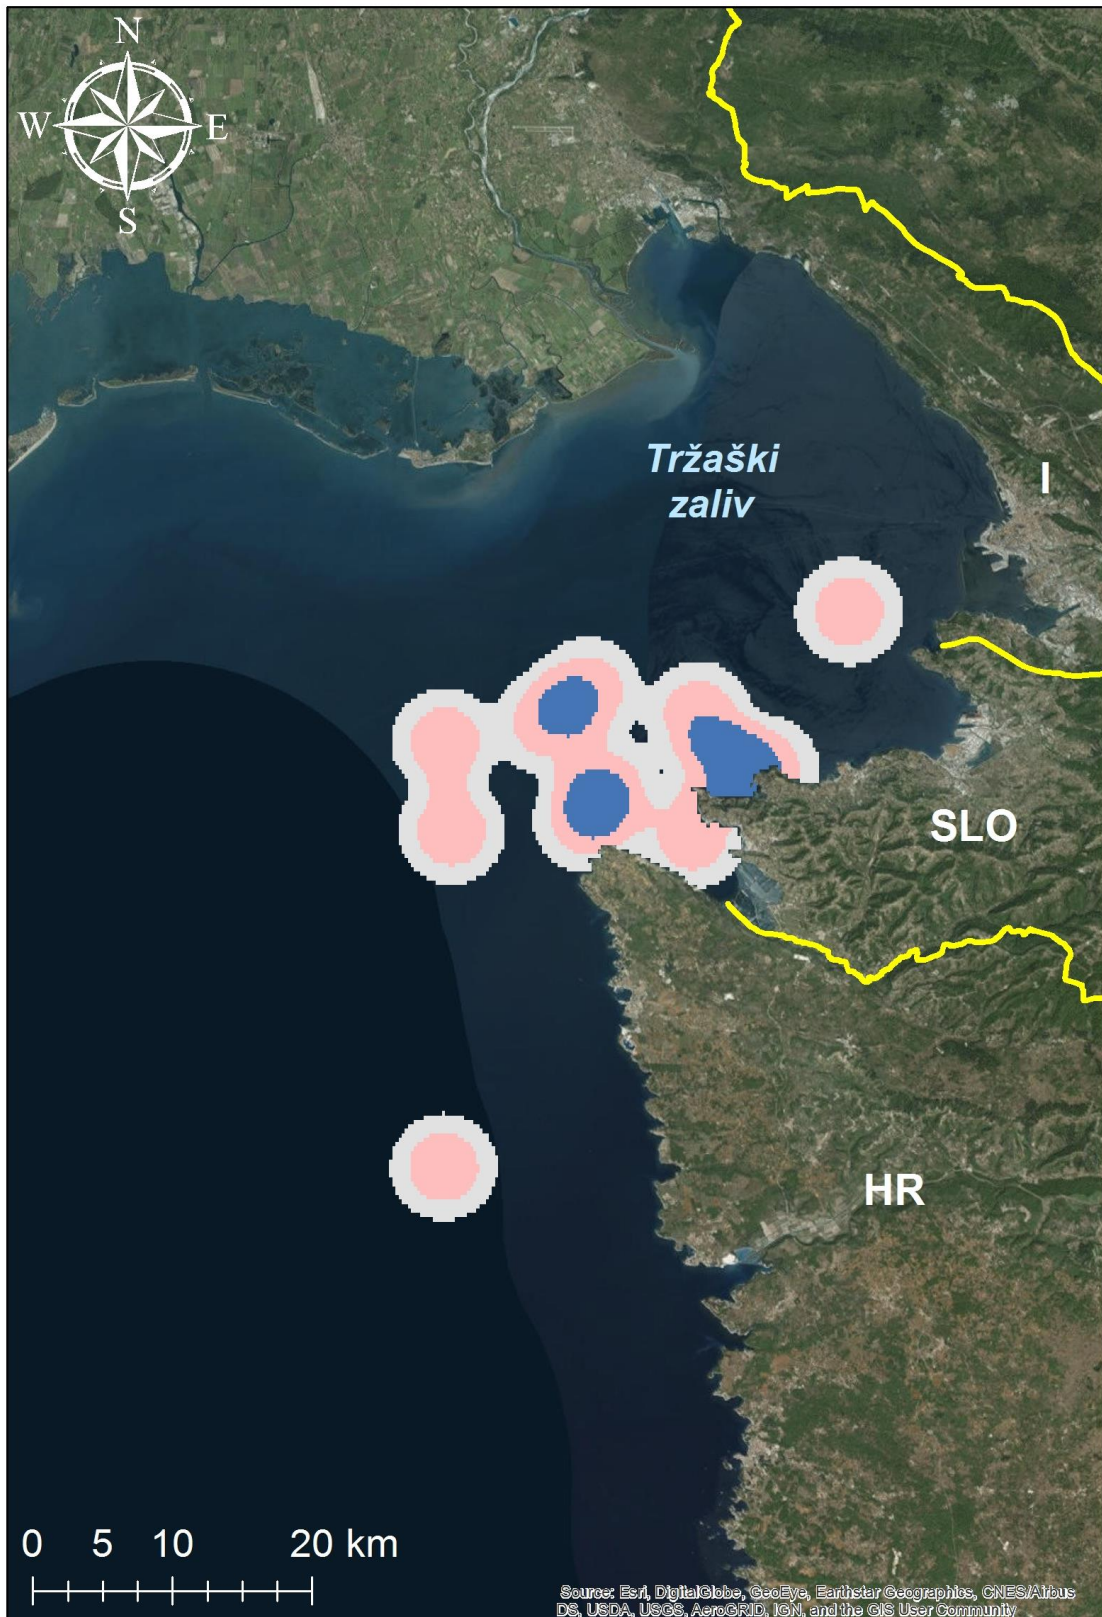 N
W E
S
Tržaški
zaliv
I
SLO
HR
0 5 10 20 km
Source: Esri, DigitalGlobe, GeoEye, Earthstar Geographics, CNES/Airbus
DS, USDA, USGS, AeroGRID, IGN, and the GIS User Community